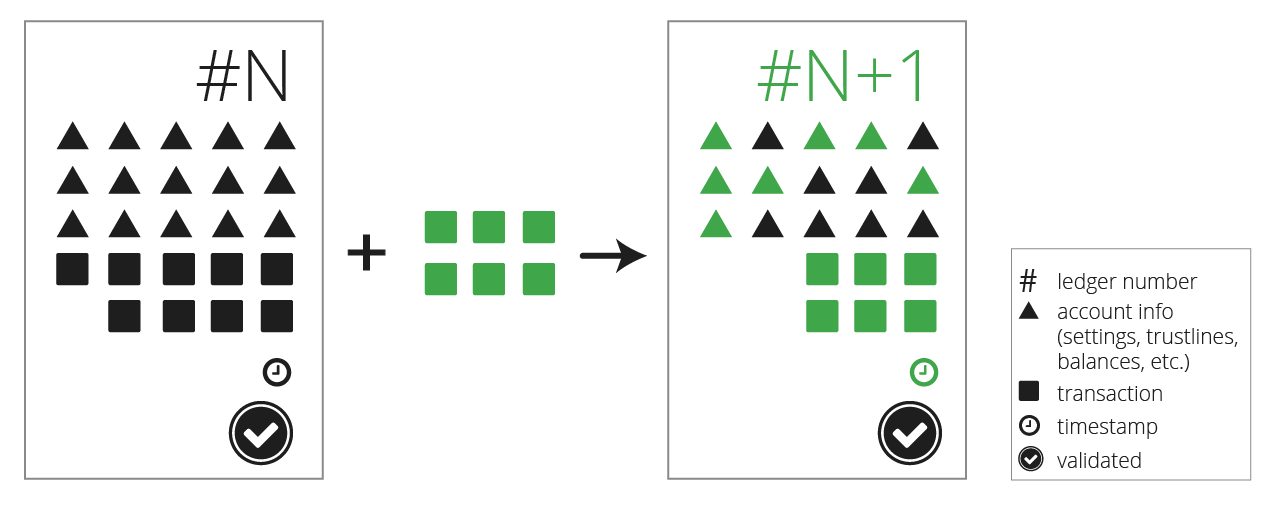 #N
+
#N+1
# ledger number
account info
(settings, trustlines,
balances, etc.)
transaction
timestamp
validated